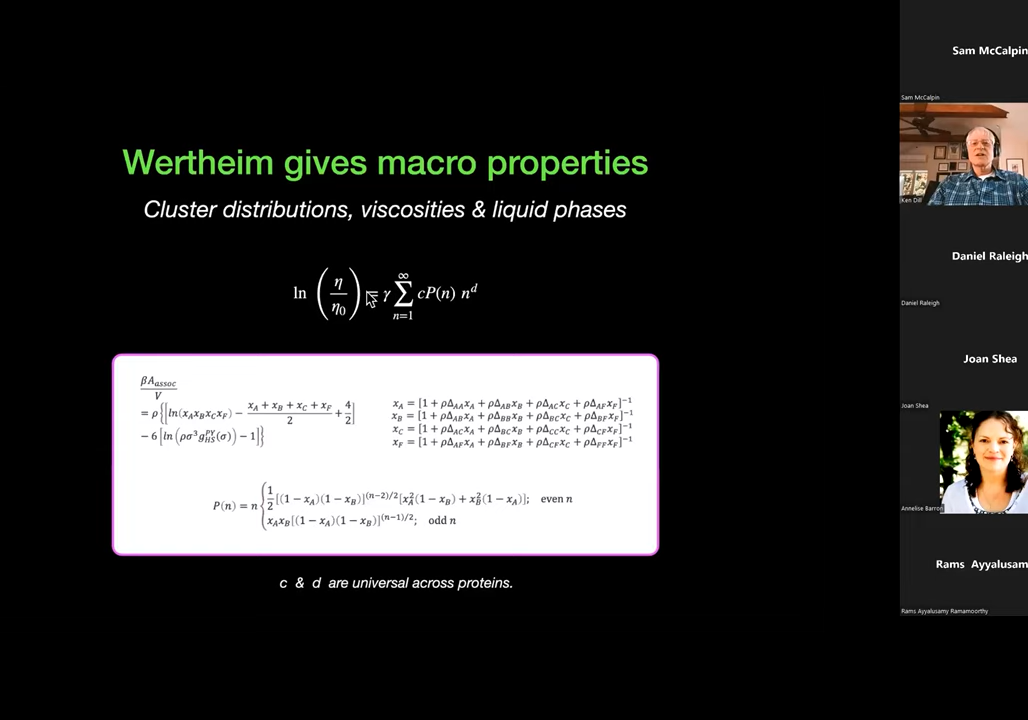 Wertheim gives macro properties
Cluster distributions, viscosities & liquid phases
ln (η/η₀) = γ ∑_{n=1}^{∞} cP(n) n^d
βA_assoc/V
= ρ{[ln(x_A x_B x_C x_F) − (x_A + x_B + x_C + x_F)/2 + 4/2]
− 6[ln(ρσ³g_HS^PY(σ)) − 1]}
x_A = [1 + ρΔ_AA x_A + ρΔ_AB x_B + ρΔ_AC x_C + ρΔ_AF x_F]^−1
x_B = [1 + ρΔ_AB x_A + ρΔ_BB x_B + ρΔ_BC x_C + ρΔ_BF x_F]^−1
x_C = [1 + ρΔ_AC x_A + ρΔ_BC x_B + ρΔ_CC x_C + ρΔ_CF x_F]^−1
x_F = [1 + ρΔ_AF x_A + ρΔ_BF x_B + ρΔ_CF x_C + ρΔ_FF x_F]^−1
P(n) = n { 1/2 [(1 − x_A)(1 − x_B)]^(n−2)/2 [x_A²(1 − x_B) + x_B²(1 − x_A)]; even n
x_A x_B[(1 − x_A)(1 − x_B)]^(n−1)/2; odd n
c & d are universal across proteins.
Sam McCalpin
Sam McCalpin
Ken Dill
Daniel Raleigh
Daniel Raleigh
Joan Shea
Joan Shea
Annelise Barron
Rams Ayyalusam
Rams Ayyalusamy Ramamoorthy